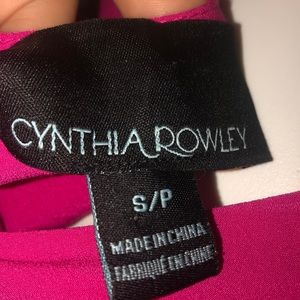 CYNTHIA ROWLEY
S/P
MADE IN CHINA
FABRIQUÉ EN CHINE